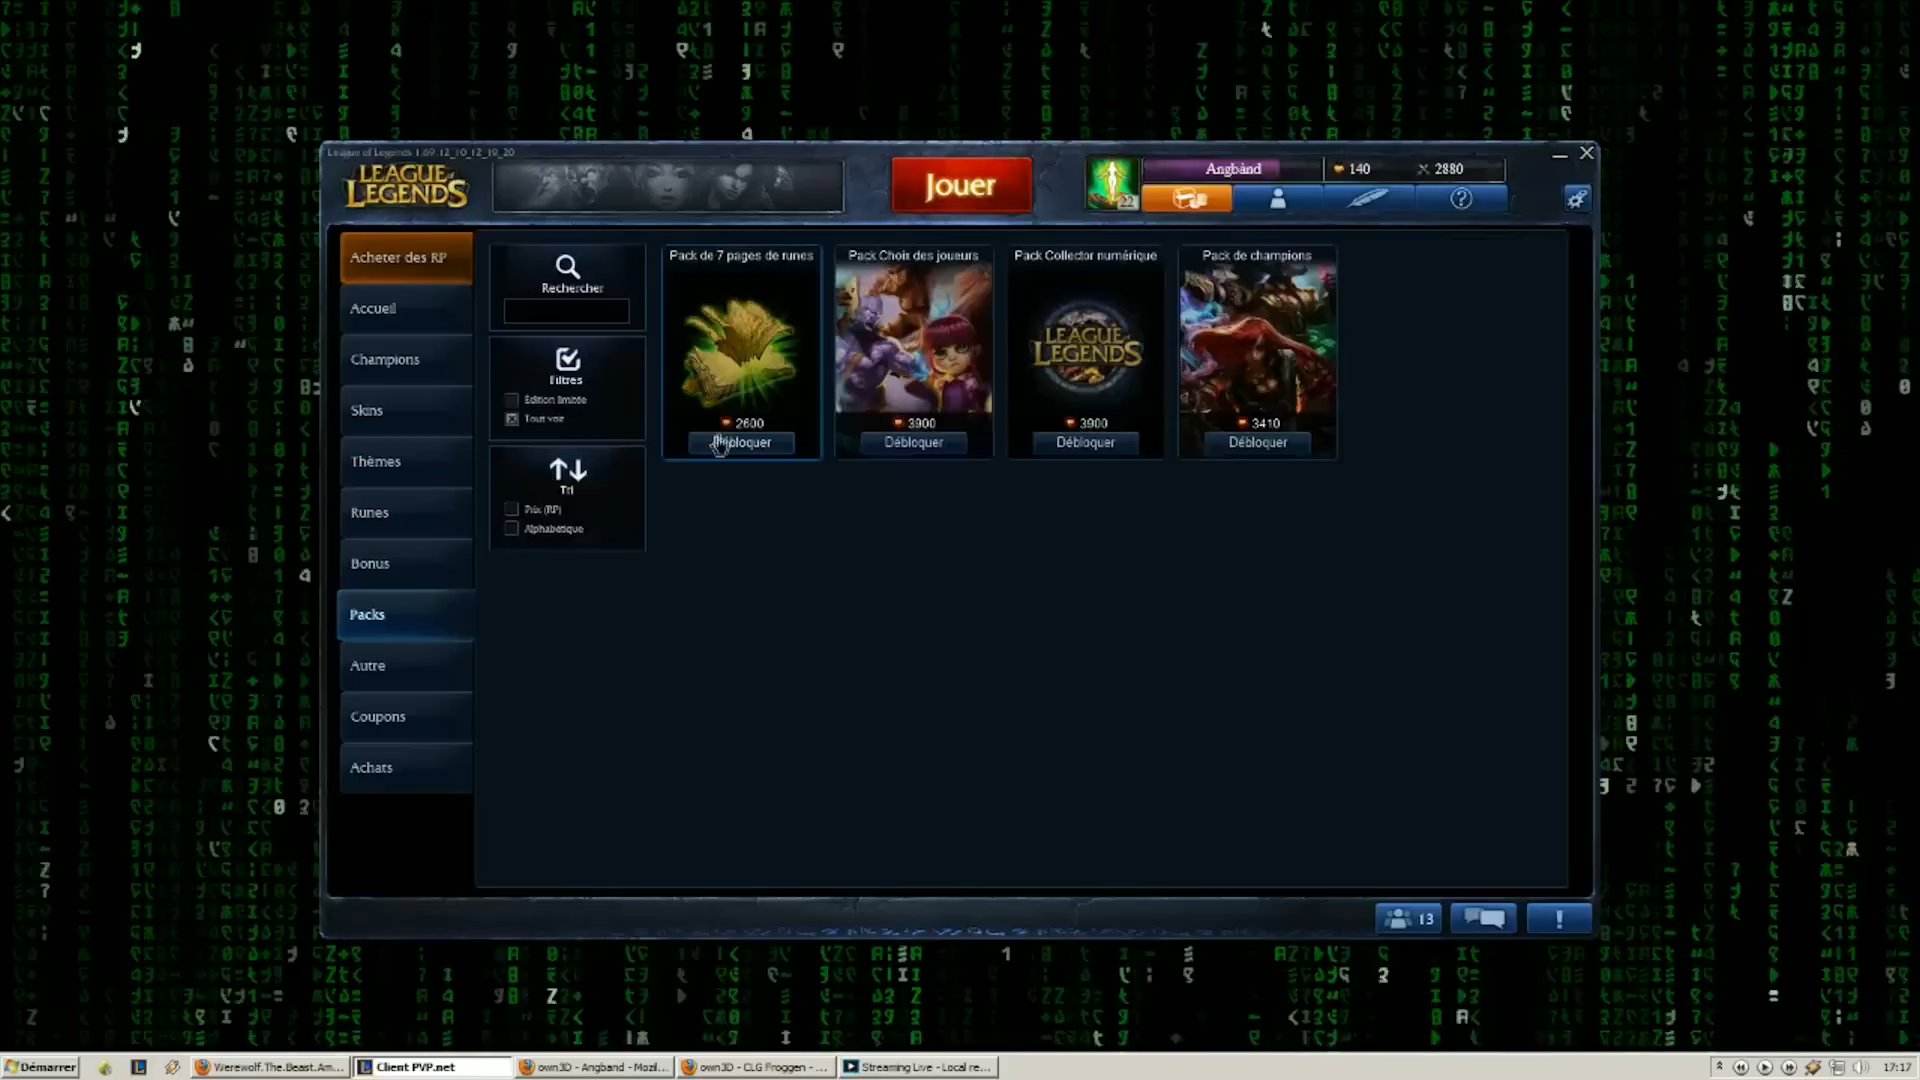 League of Legends 1.69.12_10_12_19_20
LEAGUE of LEGENDS
Jouer
22
Angbånd
140
2880
Acheter des RP
Accueil
Champions
Skins
Thèmes
Runes
Bonus
Packs
Autre
Coupons
Achats
Rechercher
Filtres
Édition limitée
Tout voir
Tri
Prix (RP)
Alphabétique
Pack de 7 pages de runes
2600
Pack Choix des joueurs
3900
Débloquer
Pack Collector numérique
LEAGUE of LEGENDS
3900
Débloquer
Pack de champions
3410
Débloquer
13
Démarrer
Werewolf.The.Beast.Am...
Client PVP.net
own3D - Angband - Mozil...
own3D - CLG Froggen - ...
Streaming Live - Local re...
17:17